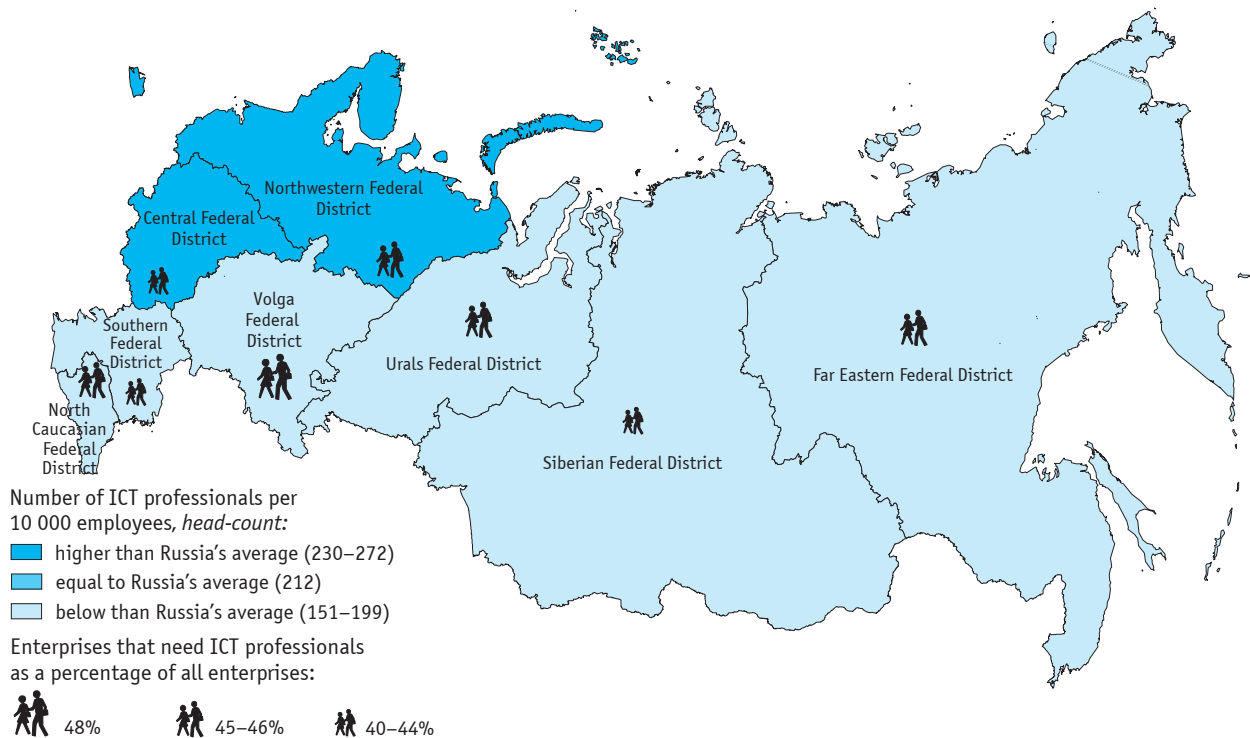 Northwestern Federal
District
Central Federal
District
Volga
Federal
District
Southern
Federal
District
Urals Federal District
Far Eastern Federal District
North
Caucasian
Federal
District
Siberian Federal District
Number of ICT professionals per
10 000 employees, head-count:
higher than Russia's average (230–272)
equal to Russia's average (212)
below than Russia's average (151–199)
Enterprises that need ICT professionals
as a percentage of all enterprises:
48% 45–46% 40–44%